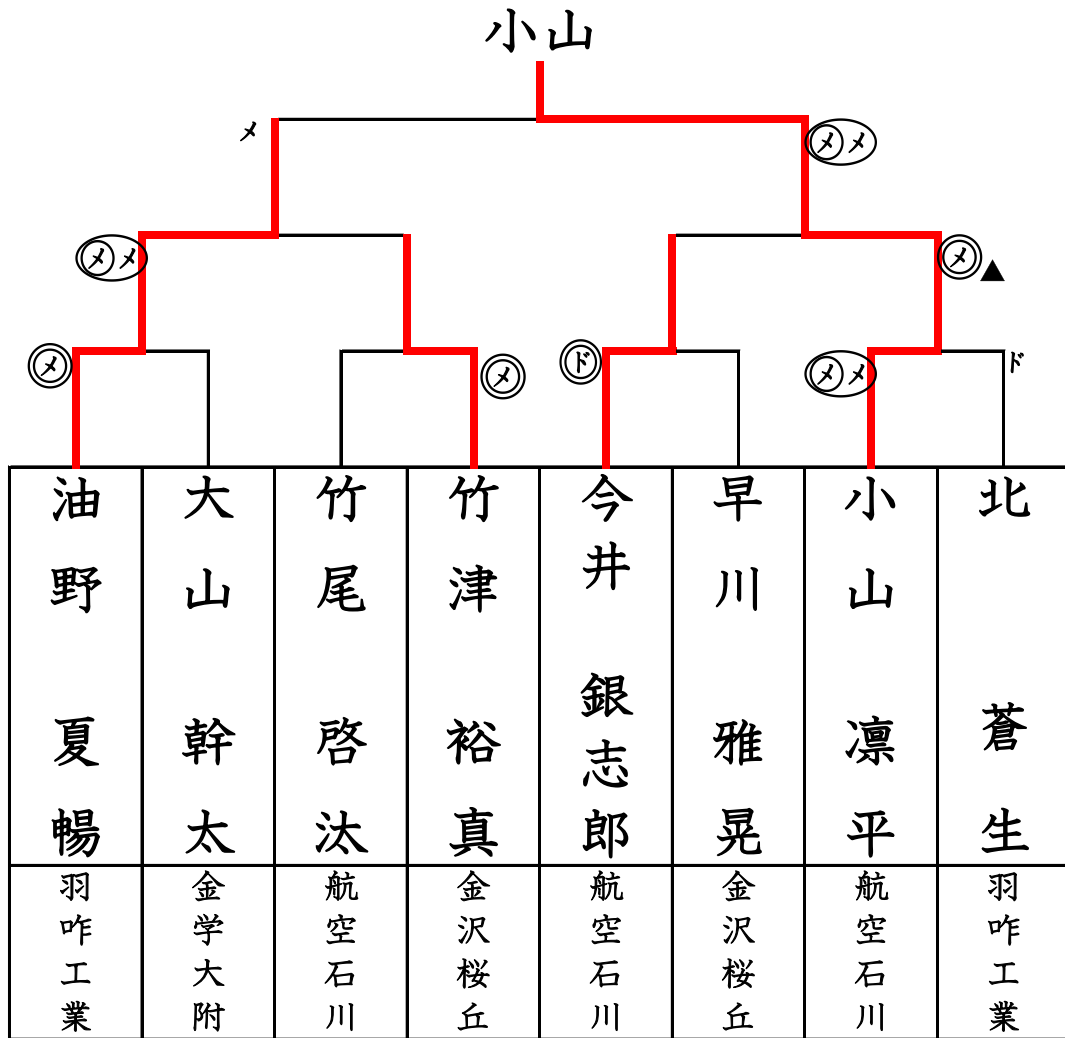 小山
メ
メメ
メメ
メ▲
メ
メ
ド
メメ
ド
油野 夏暢
大山 幹太
竹尾 啓汰
竹津 裕真
今井 銀志郎
早川 雅晃
小山 凛平
北 蒼生
羽咋工業
金学大附
航空石川
金沢桜丘
航空石川
金沢桜丘
航空石川
羽咋工業